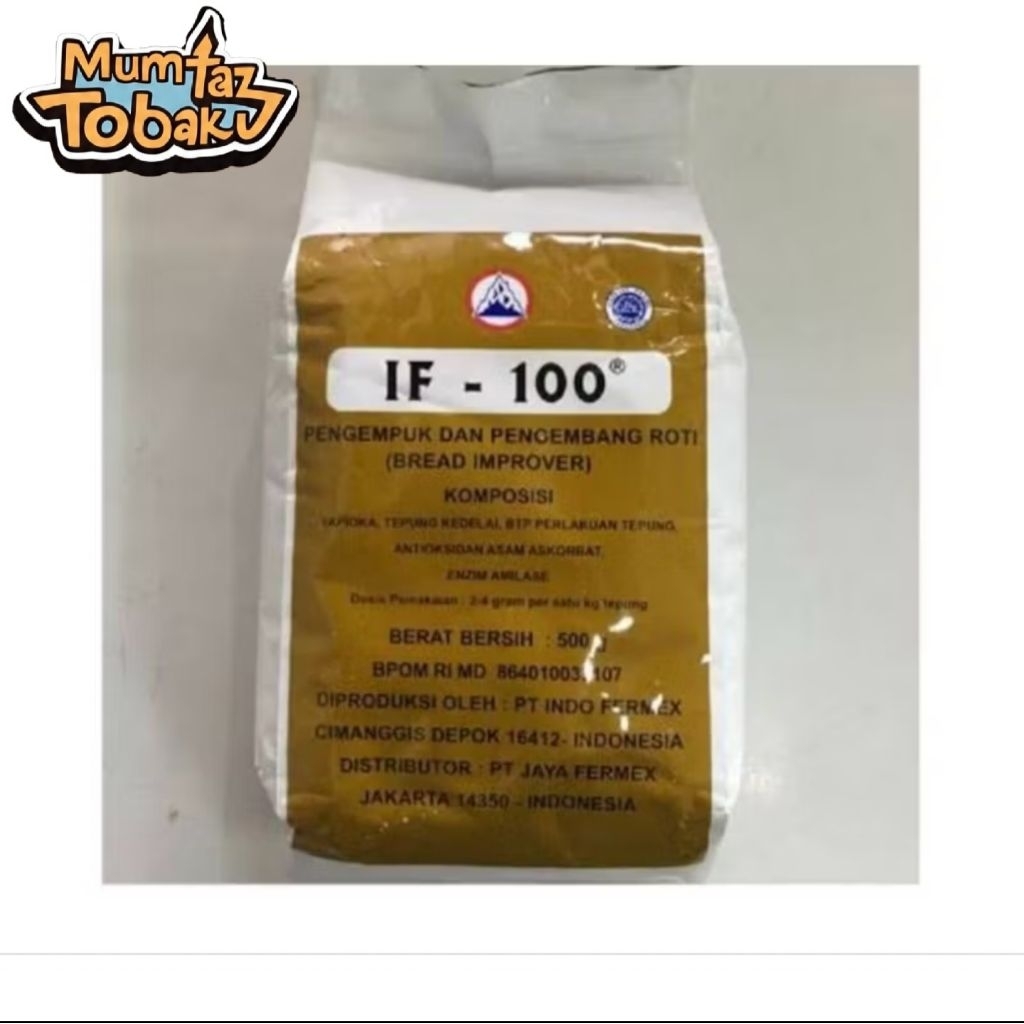 Mumtaz
Tobaku
IF - 100®
PENGEMPUK DAN PENGEMBANG ROTI
(BREAD IMPROVER)
KOMPOSISI
TAPIOKA, TEPUNG KEDELAI, BTP PERLAKUAN TEPUNG,
ANTIOKSIDAN ASAM ASKORBAT,
ENZIM AMILASE
Dosis Pemakaian : 2-4 gram per satu kg tepung
BERAT BERSIH : 500 g
BPOM RI MD
DIPRODUKSI OLEH : PT INDO FERMEX
CIMANGGIS DEPOK 16412- INDONESIA
DISTRIBUTOR : PT JAYA FERMEX
JAKARTA 14350 - INDONESIA